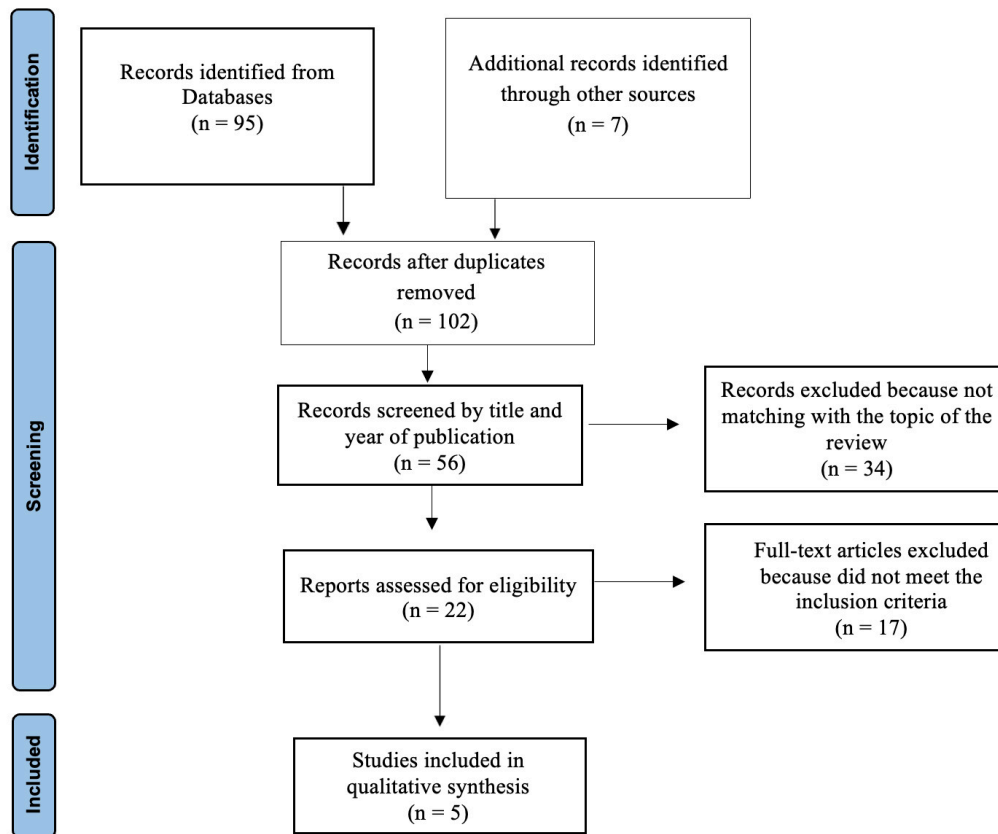 Identification
Records identified from
Databases
(n = 95)
Additional records identified
through other sources
(n = 7)
Screening
Records after duplicates
removed
(n = 102)
Records screened by title and
year of publication
(n = 56)
Records excluded because not
matching with the topic of the
review
(n = 34)
Reports assessed for eligibility
(n = 22)
Full-text articles excluded
because did not meet the
inclusion criteria
(n = 17)
Included
Studies included in
qualitative synthesis
(n = 5)